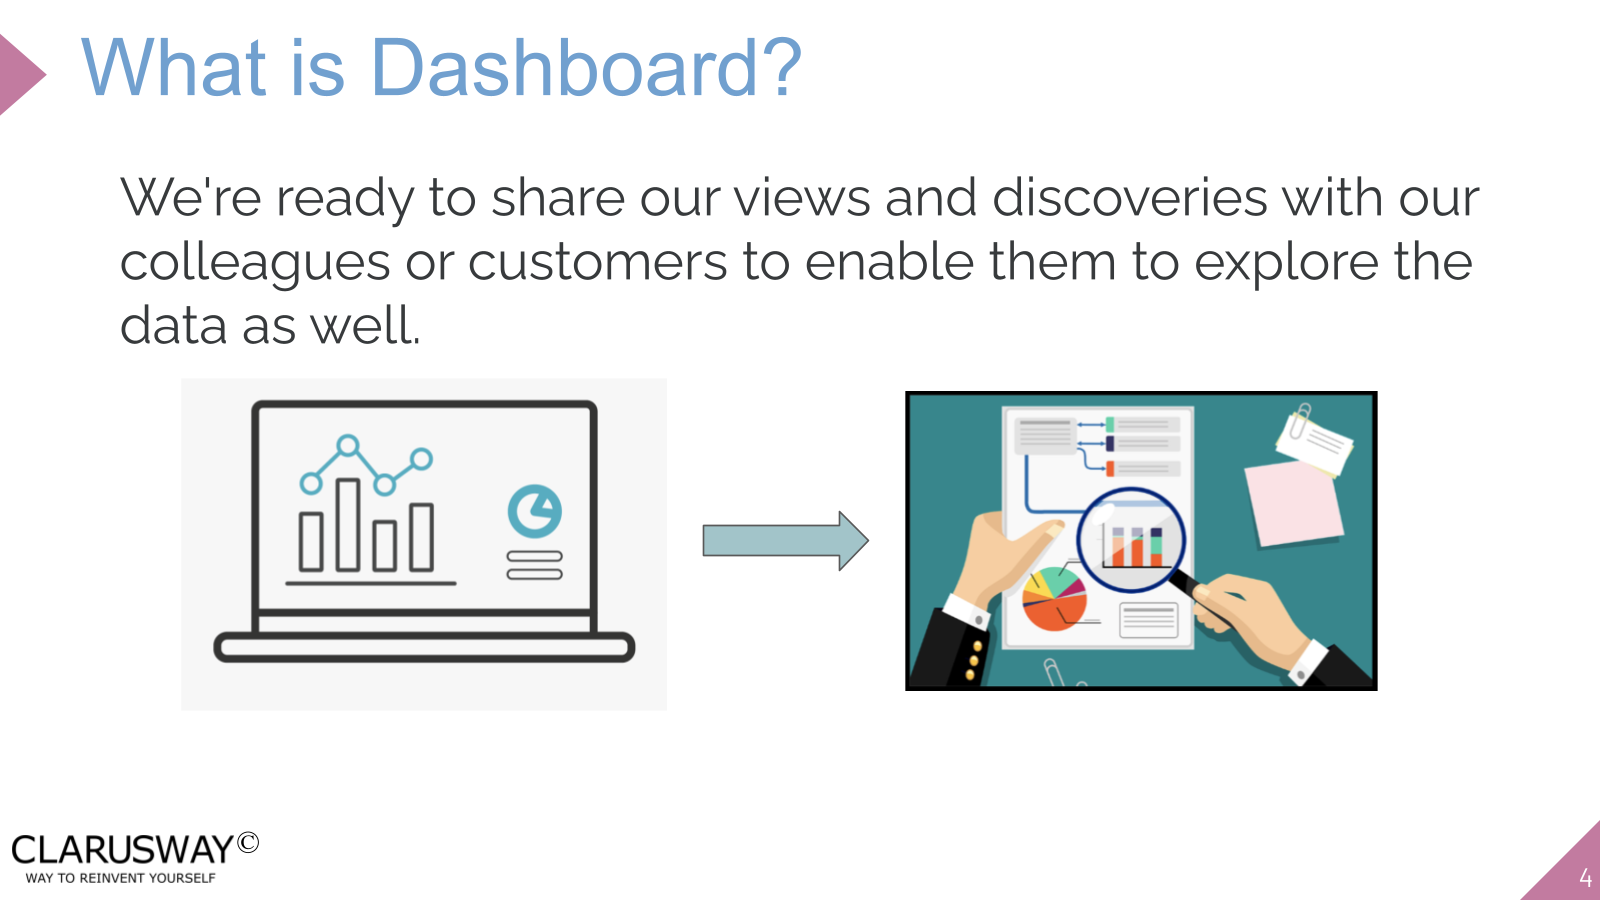 What is Dashboard?
We're ready to share our views and discoveries with our
colleagues or customers to enable them to explore the
data as well.
CLARUSWAY©
WAY TO REINVENT YOURSELF
4